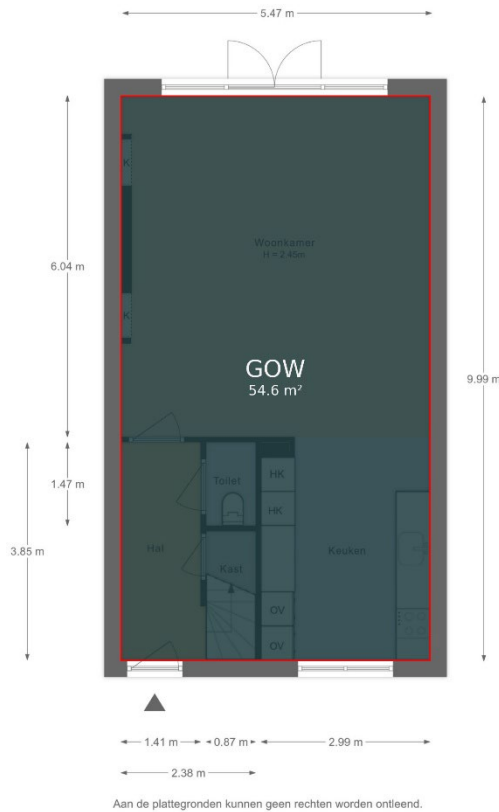 5.47 m
K
6.04 m
Woonkamer
H = 2.45m
K
GOW
54.6 m²
9.99 m
1.47 m
3.85 m
Toilet
HK
HK
Hal
Kast
Keuken
OV
OV
1.41 m
0.87 m
2.99 m
2.38 m
Aan de plattegronden kunnen geen rechten worden ontleend.